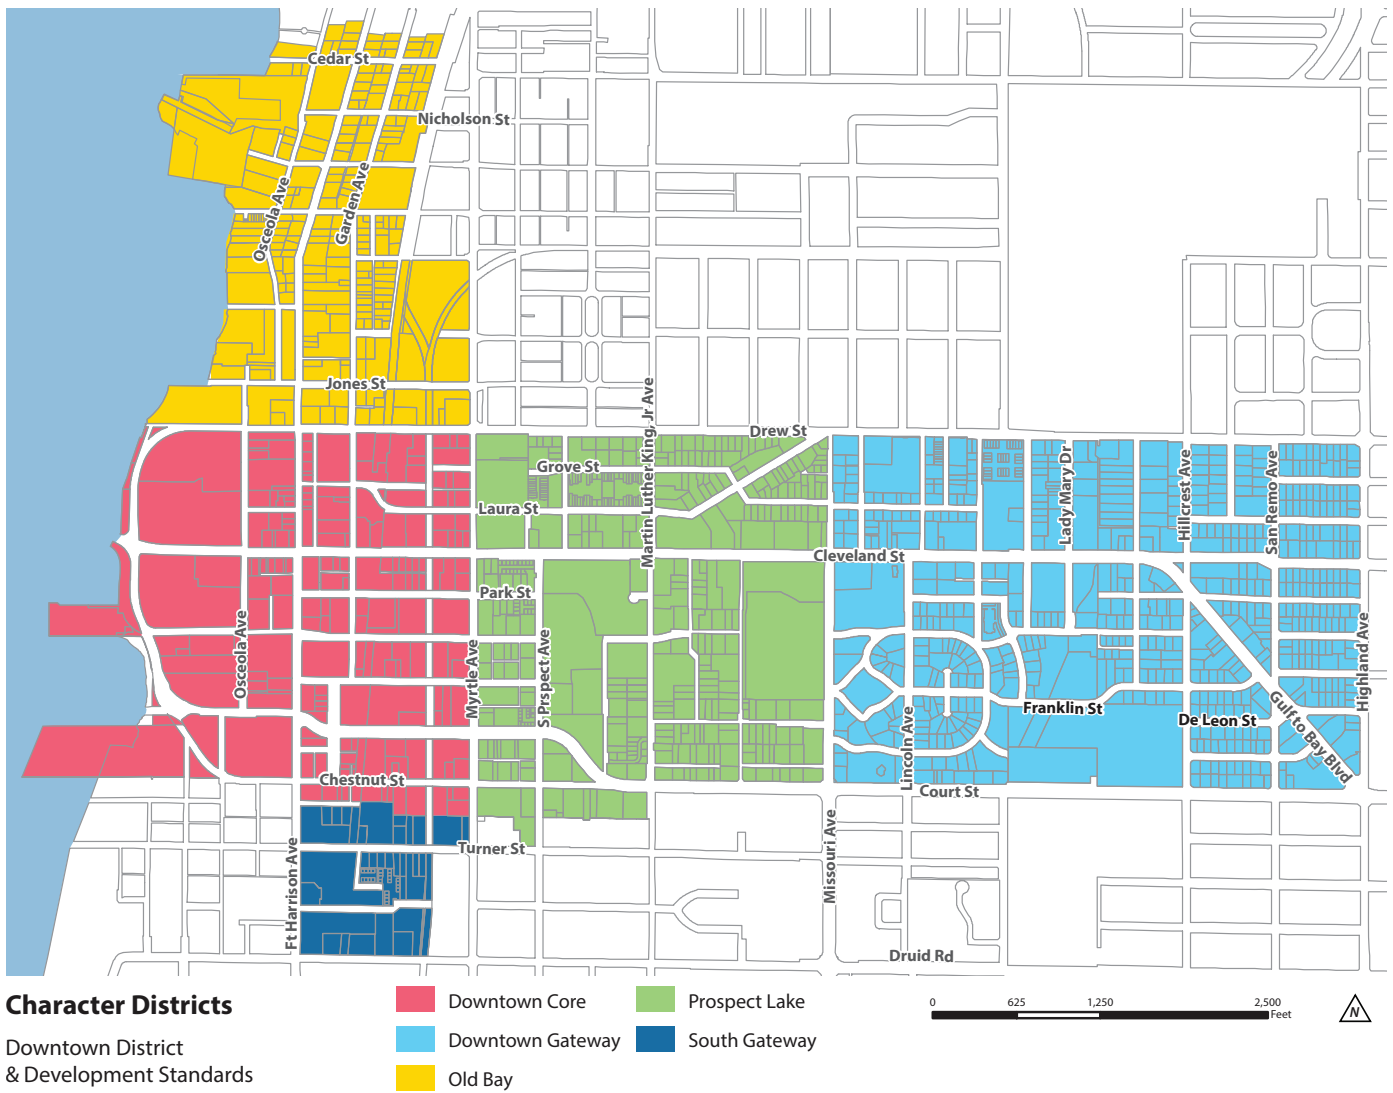 Cedar St
Nicholson St
Osceola Ave
Garden Ave
Jones St
Martin Luther King, Jr Ave
Drew St
Grove St
Laura St
Lady Mary Dr
Hillcrest Ave
San Remo Ave
Cleveland St
Park St
Osceola Ave
Myrtle Ave
S Prspect Ave
Highland Ave
Franklin St
De Leon St
Gulf to Bay Blvd
Lincoln Ave
Chestnut St
Court St
Missouri Ave
Turner St
Ft Harrison Ave
Druid Rd
Character Districts
Downtown District
& Development Standards
Downtown Core
Downtown Gateway
Old Bay
Prospect Lake
South Gateway
0 625 1,250 2,500
Feet
N